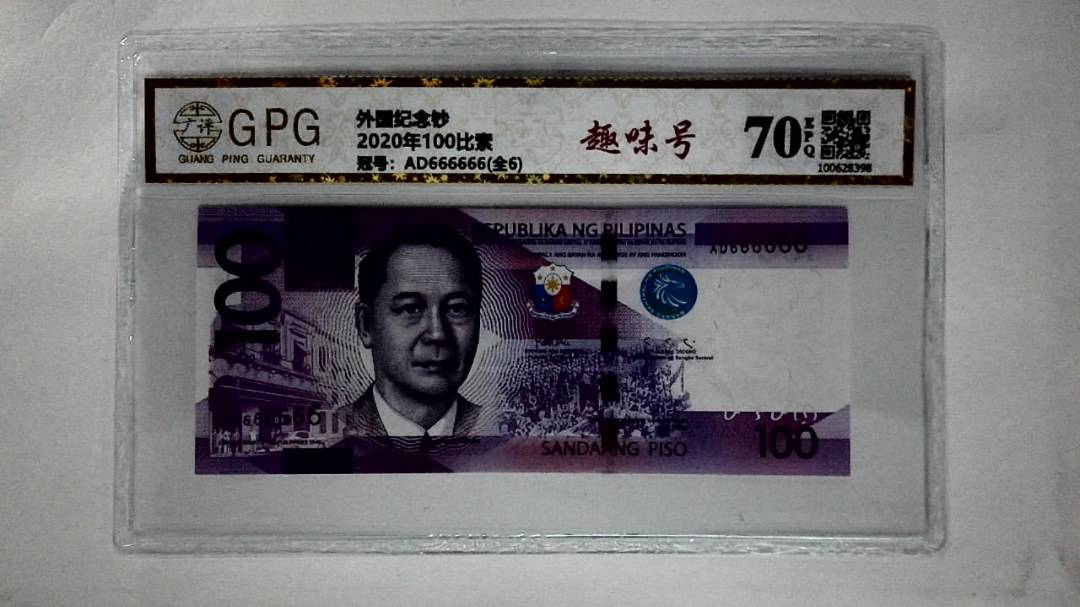 广评
GPG
GUANG PING GUARANTY
外国纪念钞
2020年100比索
冠号：AD666666(全6)
趣味号
70
EPQ
100628398
100
REPUBLIKA NG PILIPINAS
AD666666
SANDAANG PISO
100